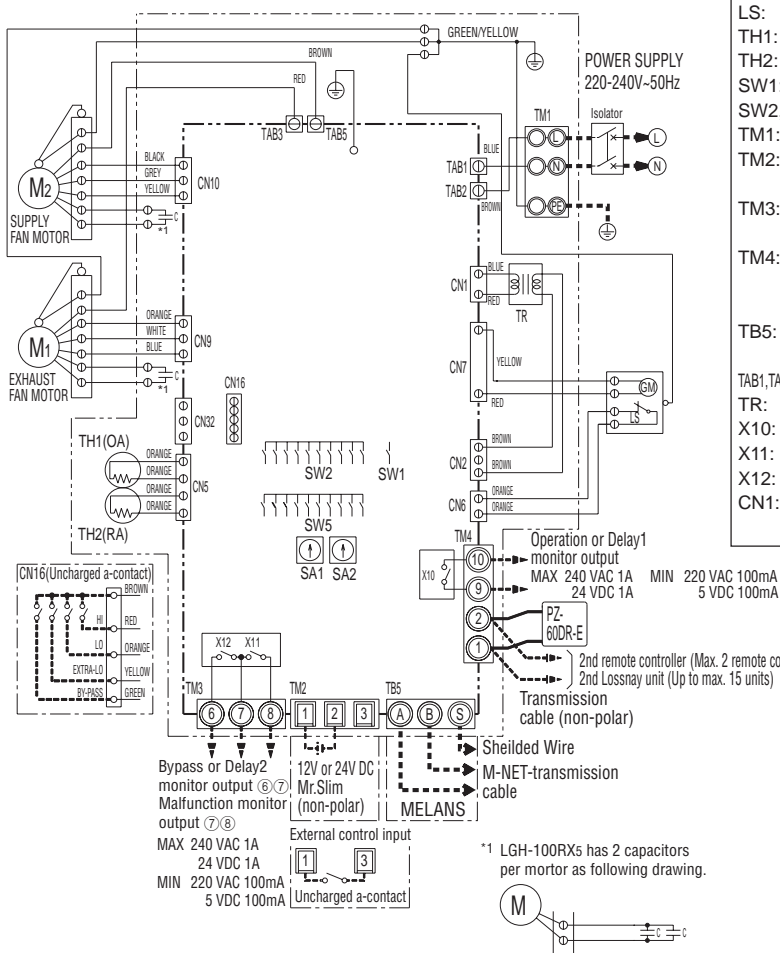 GREEN/YELLOW
BROWN
RED
POWER SUPPLY
220-240V~50Hz
TM1
Isolator
L
L
N
N
PE
TAB3
TAB5
BLUE
TAB1
TAB2
BROWN
M2
SUPPLY
FAN MOTOR
BLACK
GREY
YELLOW
CN10
C
*1
M1
EXHAUST
FAN MOTOR
ORANGE
WHITE
BLUE
CN9
C
*1
CN1
BLUE
RED
TR
CN7
YELLOW
RED
GM
LS
CN16
CN32
TH1(OA)
ORANGE
ORANGE
ORANGE
ORANGE
CN5
TH2(RA)
SW2
SW1
SW5
SA1
SA2
CN2
BROWN
BROWN
CN6
ORANGE
ORANGE
TM4
10
9
2
1
X10
Operation or Delay1
monitor output
MAX 240 VAC 1A MIN 220 VAC 100mA
24 VDC 1A 5 VDC 100mA
PZ-
60DR-E
2nd remote controller (Max. 2 remote co
2nd Lossnay unit (Up to max. 15 units)
Transmission
cable (non-polar)
CN16(Uncharged a-contact)
BROWN
HI
RED
LO
ORANGE
EXTRA-LO
YELLOW
BY-PASS
GREEN
X12
X11
TM3
6
7
8
TM2
1
2
3
TB5
A
B
S
Bypass or Delay2
monitor output ⑥⑦
Malfunction monitor
output ⑦⑧
MAX 240 VAC 1A
24 VDC 1A
MIN 220 VAC 100mA
5 VDC 100mA
12V or 24V DC
Mr.Slim
(non-polar)
External control input
1
3
Uncharged a-contact
Sheilded Wire
M-NET-transmission
cable
MELANS
*1 LGH-100RX5 has 2 capacitors
per mortor as following drawing.
M
C
C
LS:
TH1:
TH2:
SW1
SW2
TM1:
TM2:
TM3:
TM4:
TB5:
TAB1,TA
TR:
X10:
X11:
X12:
CN1: